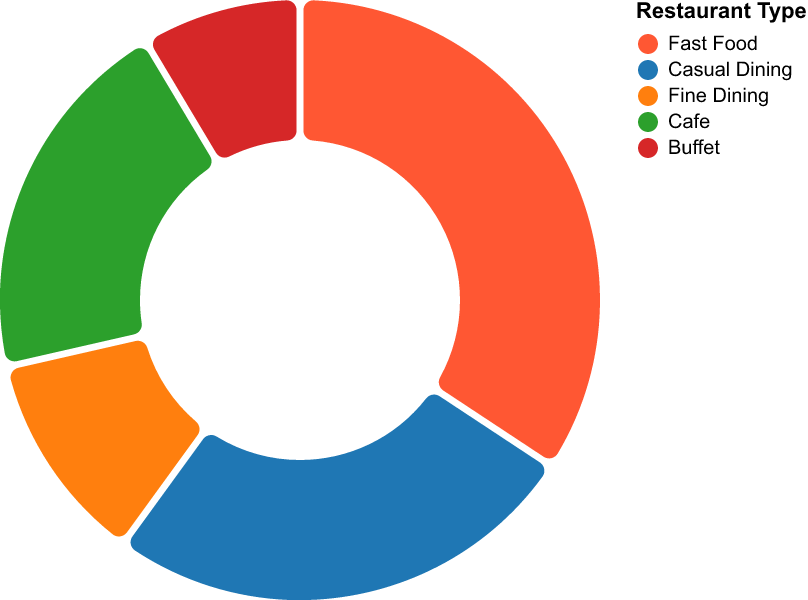 Restaurant Type
Fast Food
Casual Dining
Fine Dining
Cafe
Buffet